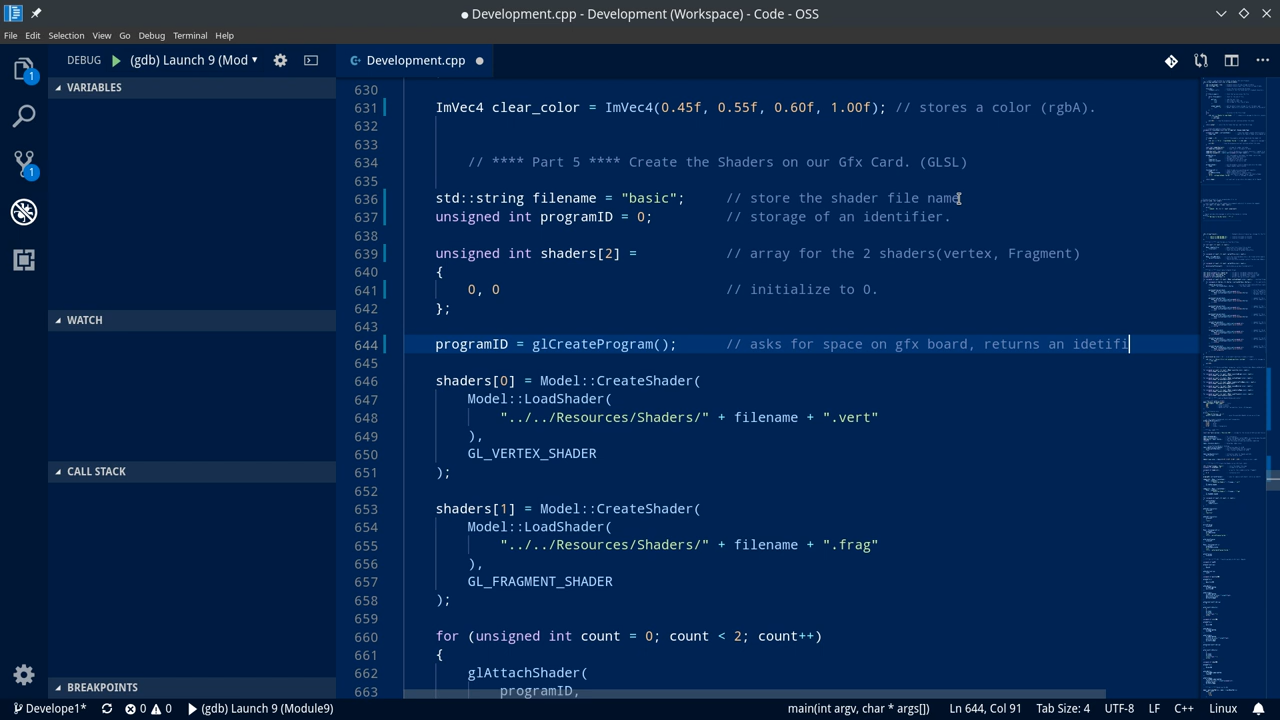 Development.cpp - Development (Workspace) - Code - OSS
File Edit Selection View Go Debug Terminal Help
DEBUG (gdb) Launch 9 (Mod
Development.cpp
1
VARIABLES
630
631 ImVec4 clear_color = ImVec4(0.45f, 0.55f, 0.60f, 1.00f); // store a color (rgbA).
632
633
634 // **** STEP 5 **** Create the Shader on the Gfx Board (GLSL).
635
636 std::string filename = "basic"; // store the shader file name
637 unsigned int programID = 0; // storage of an identifier
638
639 unsigned int shaders[2] = // storage of the 2 shaders(Vertex, Fragment)
640 {
641 0, 0 // initialize to 0.
642 };
643
644 programID = glCreateProgram(); // asks for space on gfx board, returns an idetifi
645
646 shaders[0] = Model::CreateShader(
647 Model::LoadShader(
648 "../../Resources/Shaders/" + filename + ".vert"
649 ),
650 GL_VERTEX_SHADER
651 );
652
653 shaders[1] = Model::CreateShader(
654 Model::LoadShader(
655 "../../Resources/Shaders/" + filename + ".frag"
656 ),
657 GL_FRAGMENT_SHADER
658 );
659
660 for (unsigned int count = 0; count < 2; count++)
661 {
662 glAttachShader(
663 programID,
1
WATCH
CALL STACK
BREAKPOINTS
0 (gdb) Launch 9 (Module9) main(int argv, char * args[]) Ln 644, Col 91 Tab Size: 4 UTF-8 LF C++ Linux